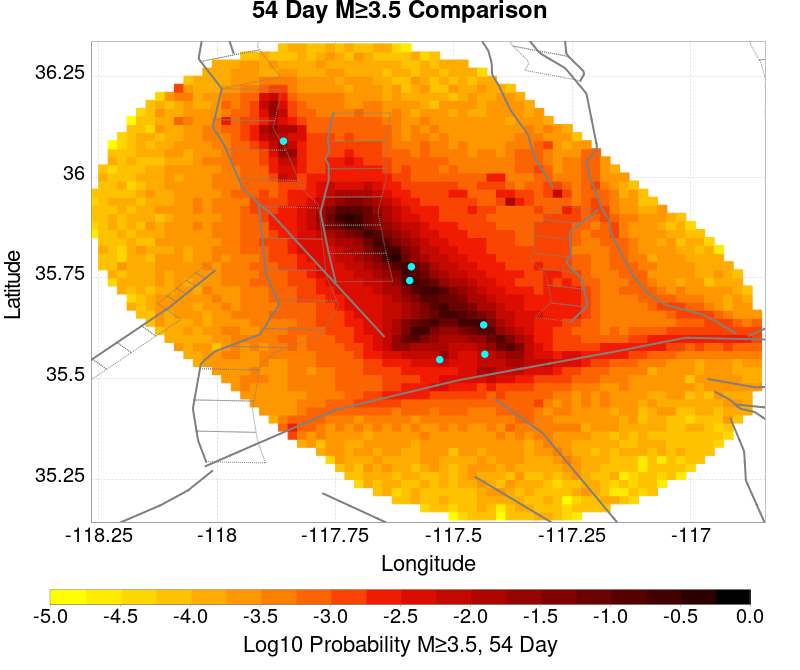 54 Day M≥3.5 Comparison
36.25
36
35.75
35.5
35.25
Latitude
-118.25 -118 -117.75 -117.5 -117.25 -117
Longitude
-5.0 -4.5 -4.0 -3.5 -3.0 -2.5 -2.0 -1.5 -1.0 -0.5 0.0
Log10 Probability M≥3.5, 54 Day